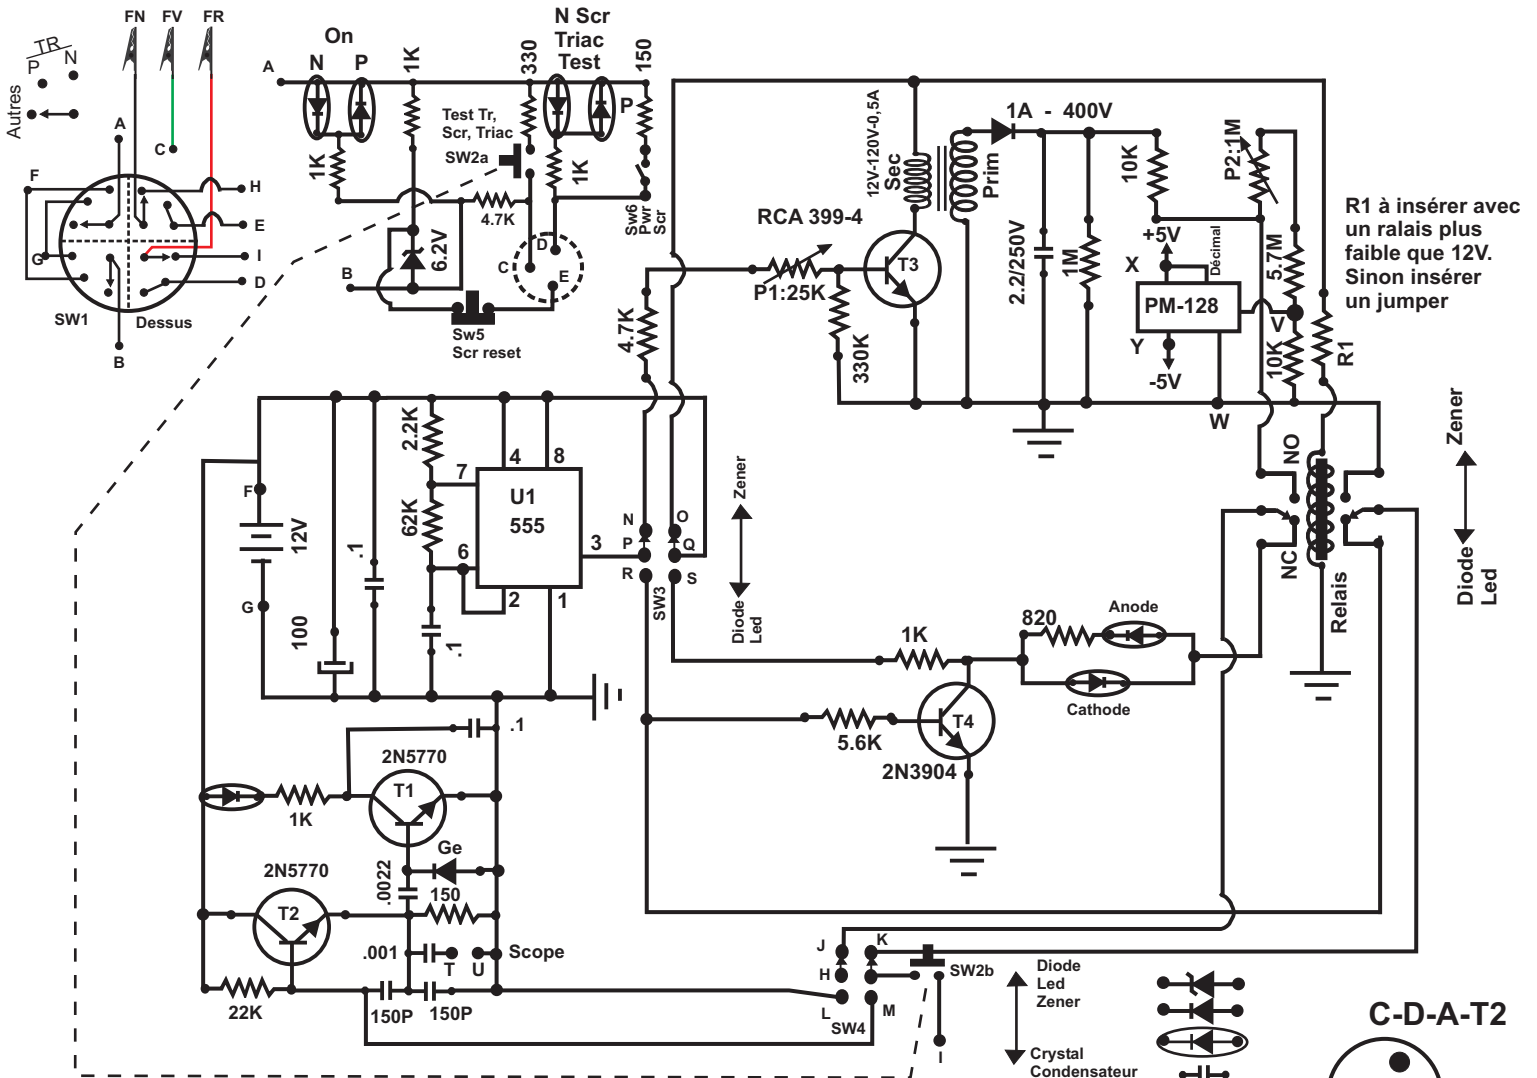 FN FV FR
TR
P N
Autres
A
C
F
H
E
G
I
D
SW1
Dessus
B
On
N P
A
1K
330
N Scr
Triac
Test
150
P
Test Tr,
Scr, Triac
SW2a
1K
1K
4.7K
6.2V
B
C
D
E
Sw6
Pwr
Scr
Sw5
Scr reset
12V-120V-0,5A
Sec
Prim
1A - 400V
RCA 399-4
T3
P1:25K
4.7K
330K
2.2/250V
1M
10K
P2:1M
+5V
X
Décimal
PM-128
Y
-5V
5.7M
V
10K
R1
W
R1 à insérer avec
un ralais plus
faible que 12V.
Sinon insérer
un jumper
Zener
Diode
Led
NO
NC
Relais
F
12V
G
100
.1
2.2K
62K
.1
4 8
7
U1
555
6
3
2 1
N O
P Q
R S
SW3
Zener
Diode
Led
1K
820
Anode
Cathode
5.6K
T4
2N3904
.1
2N5770
T1
1K
Ge
.0022
150
2N5770
T2
.001
T U
Scope
22K
150P 150P
J K
H
L M
SW4
SW2b
I
Diode
Led
Zener
Crystal
Condensateur
C-D-A-T2